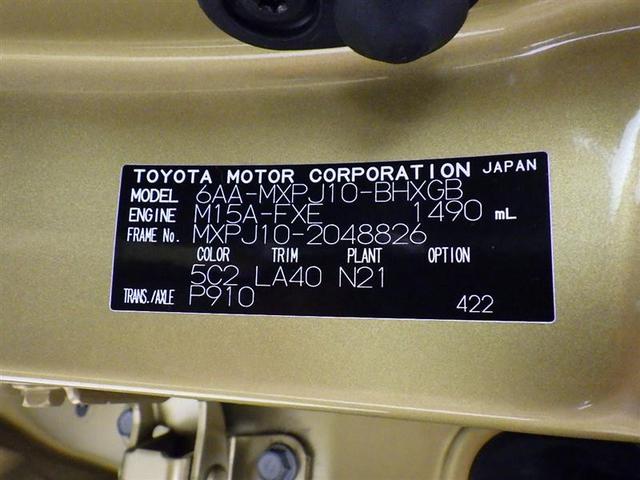 TOYOTA MOTOR CORPORATION JAPAN
MODEL 6AA-MXPJ10-BHXGB
ENGINE M15A-FXE 1490 mL
FRAME No. MXPJ10-2048826
COLOR TRIM PLANT OPTION
5C2 LA40 N21
TRANS./AXLE P910 422